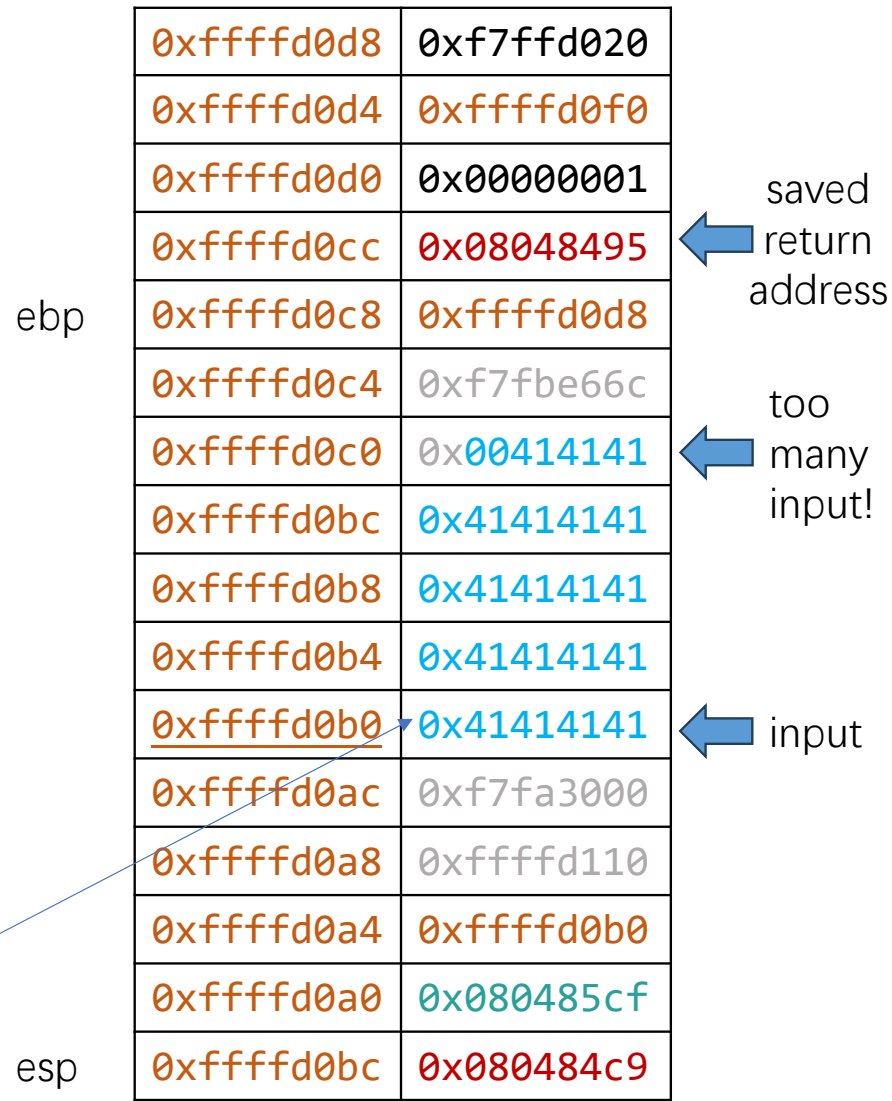 0xffffd0d8 0xf7ffd020
0xffffd0d4 0xffffd0f0
0xffffd0d0 0x00000001
saved
0xffffd0cc 0x08048495 return
address
ebp 0xffffd0c8 0xffffd0d8
0xffffd0c4 0xf7fbe66c
too
0xffffd0c0 0x00414141 many
input!
0xffffd0bc 0x41414141
0xffffd0b8 0x41414141
0xffffd0b4 0x41414141
0xffffd0b0 0x41414141 input
0xffffd0ac 0xf7fa3000
0xffffd0a8 0xffffd110
0xffffd0a4 0xffffd0b0
0xffffd0a0 0x080485cf
esp 0xffffd0bc 0x080484c9